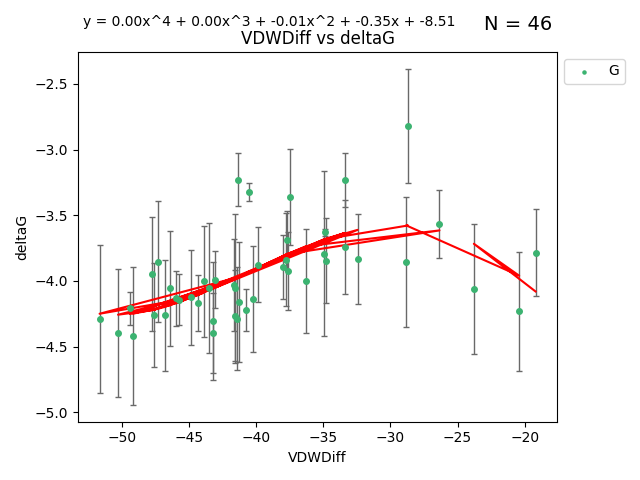 y = 0.00x^4 + 0.00x^3 + -0.01x^2 + -0.35x + -8.51
N = 46
VDWDiff vs deltaG
G
−2.5
−3.0
−3.5
−4.0
−4.5
−5.0
deltaG
−50
−45
−40
−35
−30
−25
−20
VDWDiff